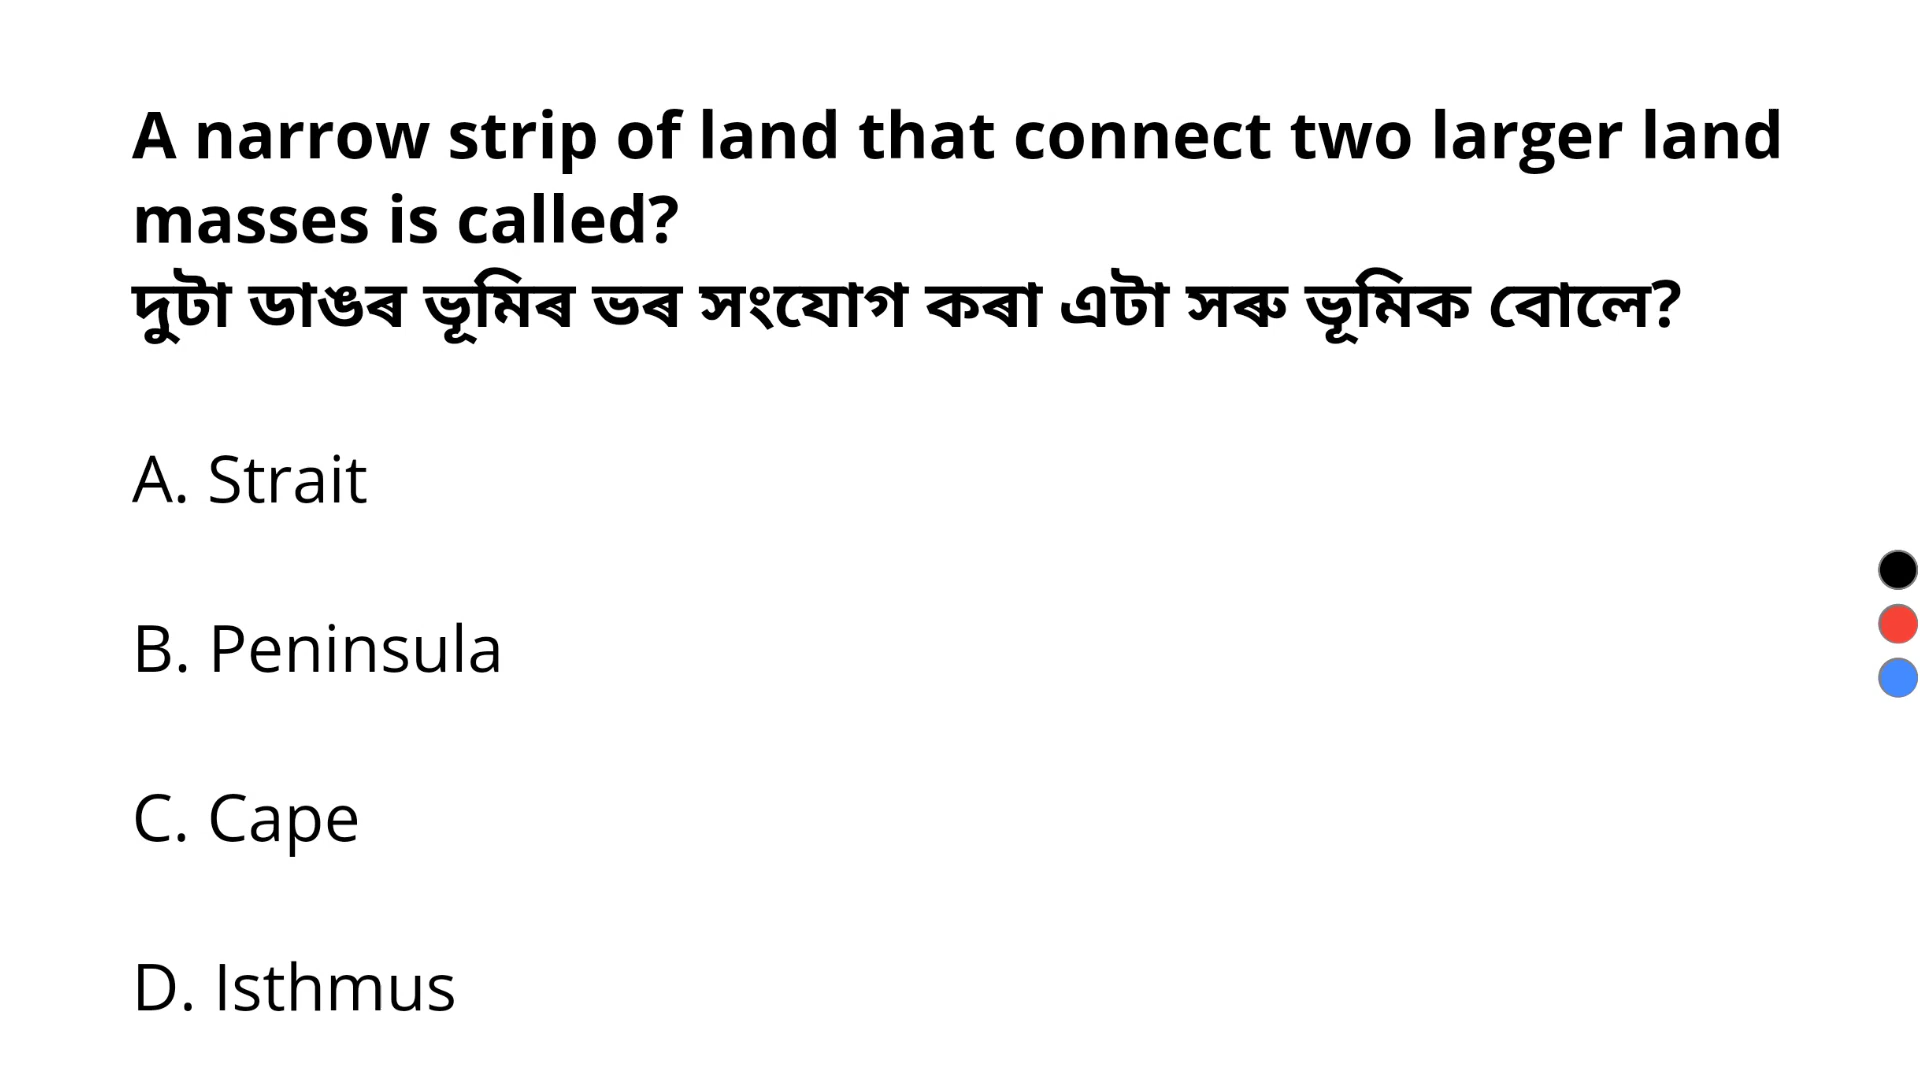 A narrow strip of land that connect two larger land
masses is called?
দুটা ডাঙৰ ভূমিৰ ভৰ সংযোগ কৰা এটা সৰু ভূমিক বোলে?
A. Strait
B. Peninsula
C. Cape
D. Isthmus